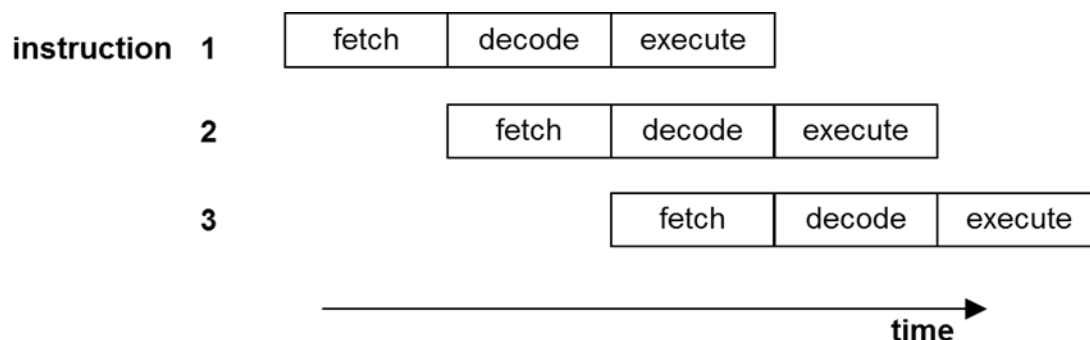 instruction 1 fetch decode execute
2 fetch decode execute
3 fetch decode execute
time